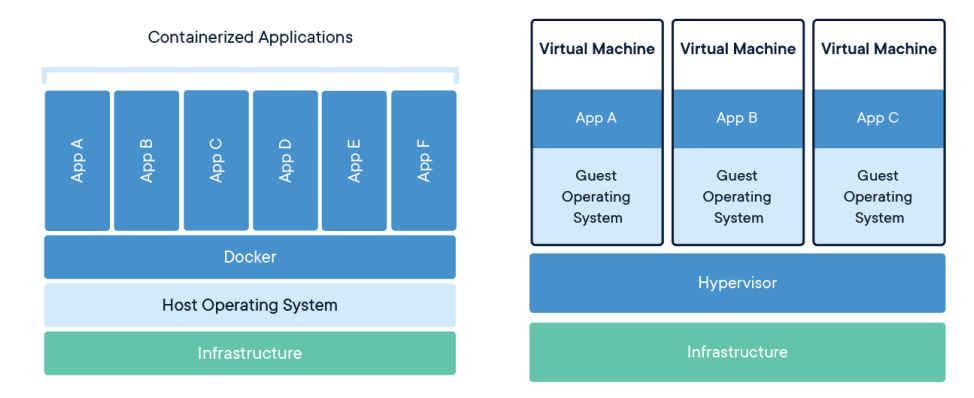 Containerized Applications
App A
App B
App C
App D
App E
App F
Docker
Host Operating System
Infrastructure
Virtual Machine
App A
Guest
Operating
System
Virtual Machine
App B
Guest
Operating
System
Virtual Machine
App C
Guest
Operating
System
Hypervisor
Infrastructure